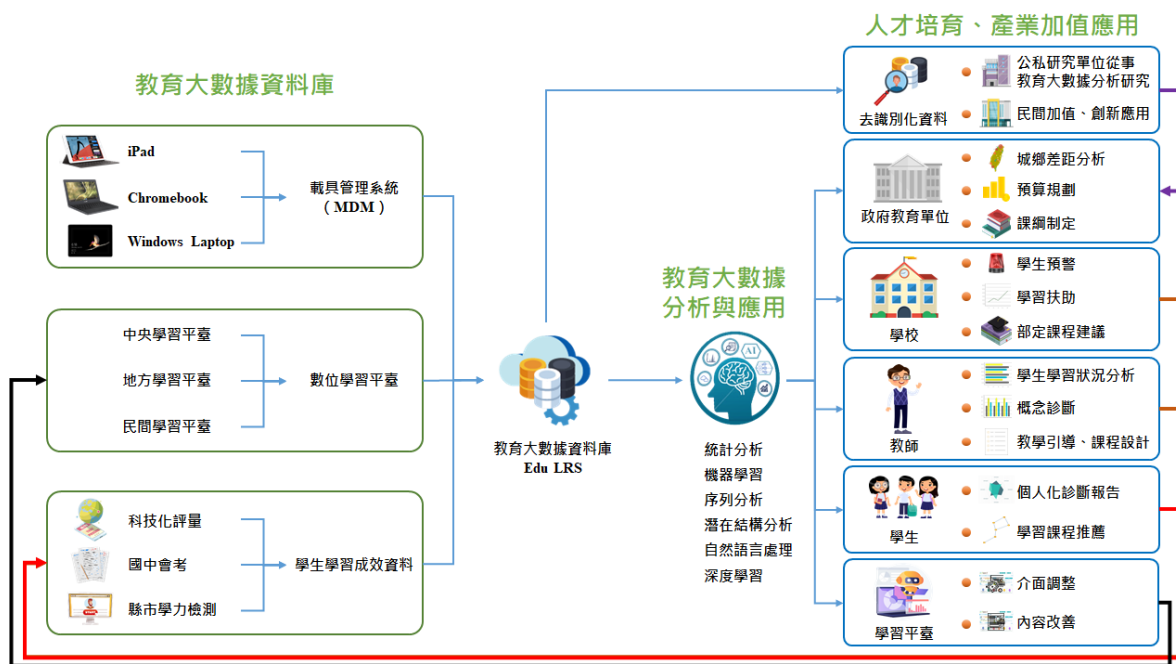 教育大數據資料庫
iPad
Chromebook
Windows Laptop
載具管理系統
（MDM）
中央學習平臺
地方學習平臺
民間學習平臺
數位學習平臺
科技化評量
國中會考
縣市學力檢測
學生學習成效資料
教育大數據資料庫
Edu LRS
教育大數據
分析與應用
AI
統計分析
機器學習
序列分析
潛在結構分析
自然語言處理
深度學習
人才培育、產業加值應用
去識別化資料
公私研究單位從事
教育大數據分析研究
民間加值、創新應用
政府教育單位
城鄉差距分析
預算規劃
課綱制定
學校
學生預警
學習扶助
部定課程建議
教師
學生學習狀況分析
概念診斷
教學引導、課程設計
學生
個人化診斷報告
學習課程推薦
學習平臺
介面調整
內容改善